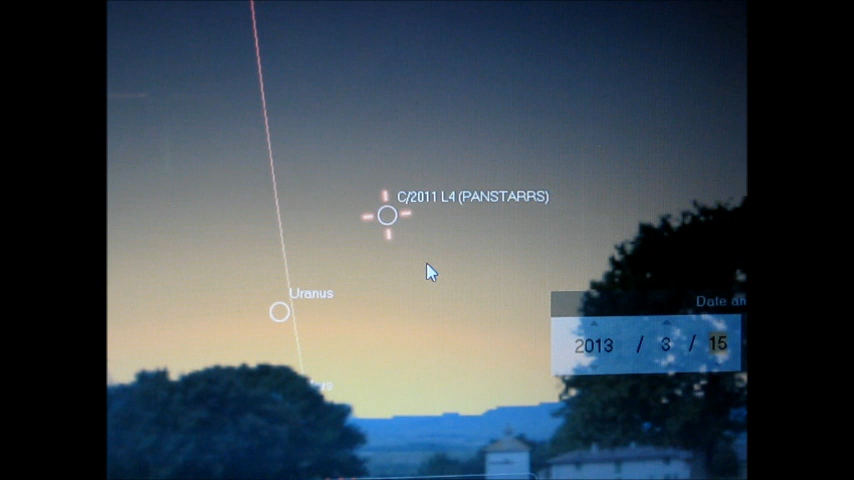 C/2011 L4 (PANSTARRS)
Uranus
Date an
2013 / 3 / 15